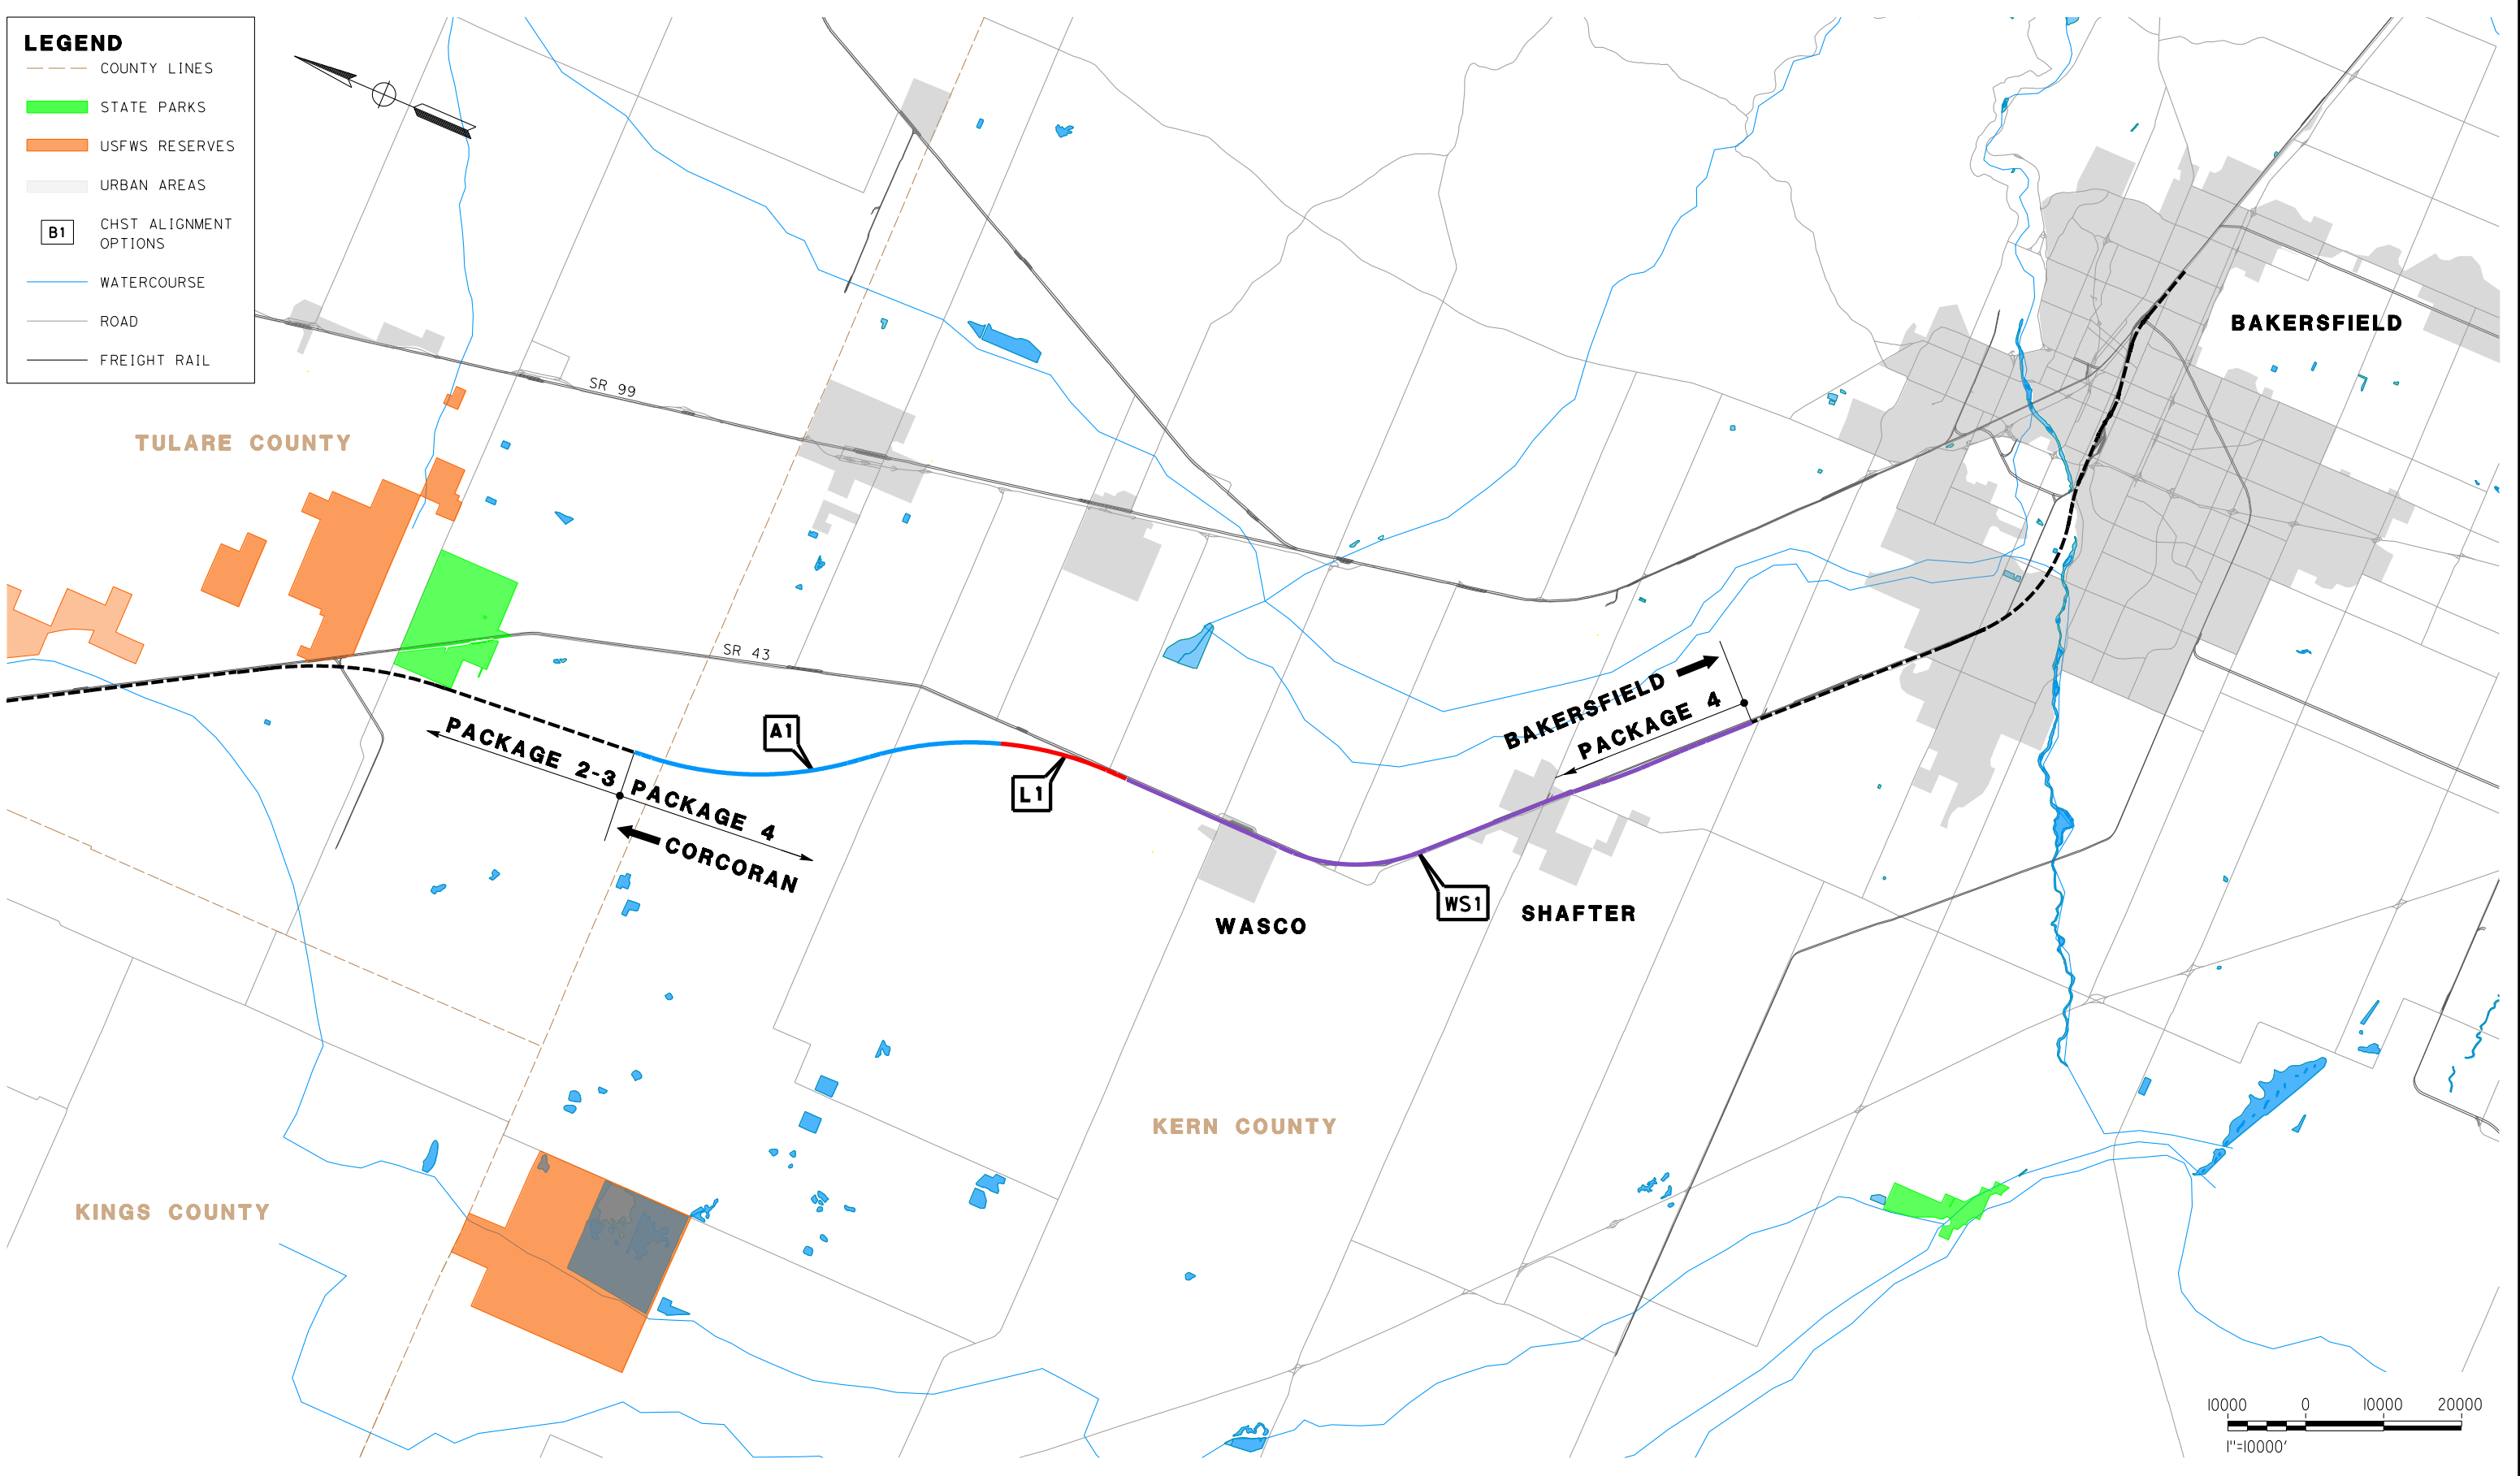 LEGEND
COUNTY LINES
STATE PARKS
USFWS RESERVES
URBAN AREAS
B1
CHST ALIGNMENT
OPTIONS
WATERCOURSE
ROAD
FREIGHT RAIL
BAKERSFIELD
SR 99
TULARE COUNTY
SR 43
BAKERSFIELD
PACKAGE 4
A1
L1
PACKAGE 2-3
PACKAGE 4
CORCORAN
WS1
WASCO
SHAFTER
KERN COUNTY
KINGS COUNTY
10000 0 10000 20000
1"=10000'